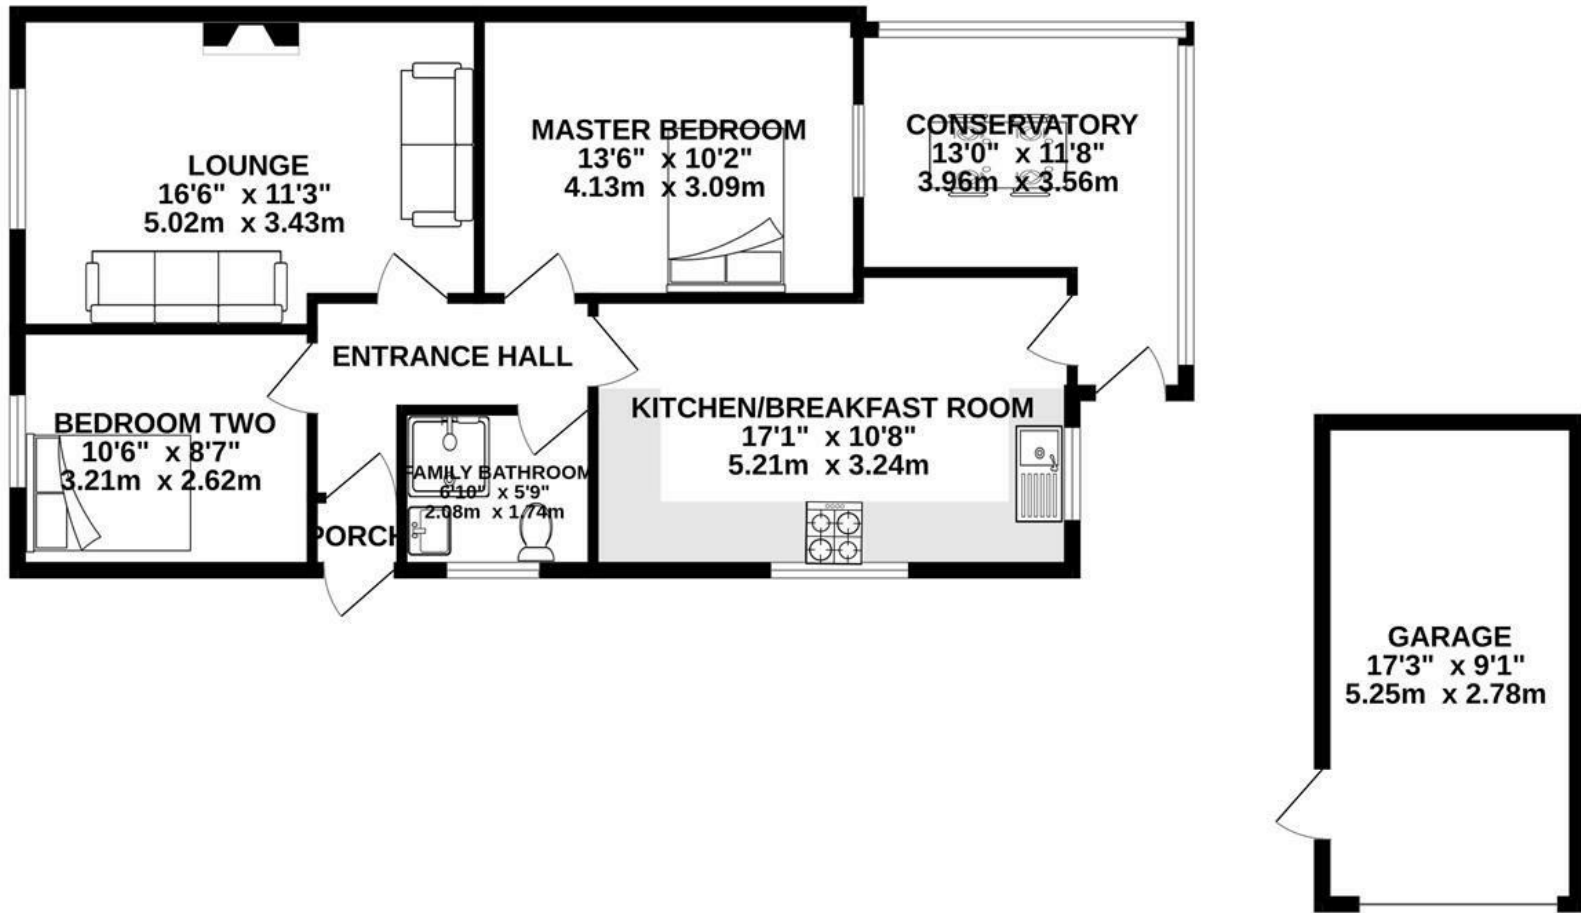 LOUNGE
16'6" x 11'3"
5.02m x 3.43m
MASTER BEDROOM
13'6" x 10'2"
4.13m x 3.09m
CONSERVATORY
13'0" x 11'8"
3.96m x 3.56m
ENTRANCE HALL
BEDROOM TWO
10'6" x 8'7"
3.21m x 2.62m
PORCH
FAMILY BATHROOM
6'10" x 5'9"
2.08m x 1.74m
KITCHEN/BREAKFAST ROOM
17'1" x 10'8"
5.21m x 3.24m
GARAGE
17'3" x 9'1"
5.25m x 2.78m